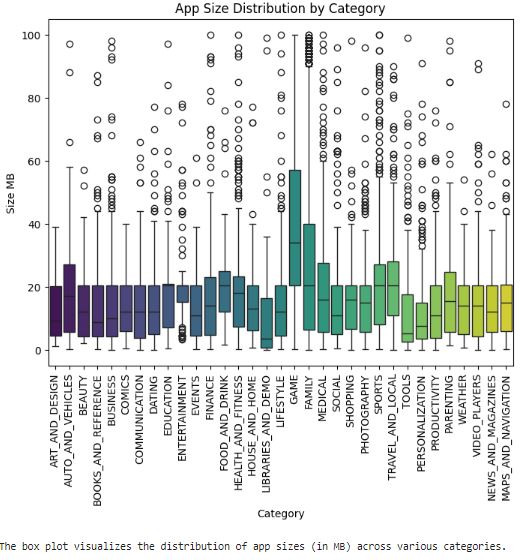 App Size Distribution by Category
100
80
60
40
20
0
Size MB
ART_AND_DESIGN
AUTO_AND_VEHICLES
BEAUTY
BOOKS_AND_REFERENCE
BUSINESS
COMICS
COMMUNICATION
DATING
EDUCATION
ENTERTAINMENT
EVENTS
FINANCE
FOOD_AND_DRINK
HEALTH_AND_FITNESS
HOUSE_AND_HOME
LIBRARIES_AND_DEMO
LIFESTYLE
GAME
FAMILY
MEDICAL
SOCIAL
SHOPPING
PHOTOGRAPHY
SPORTS
TRAVEL_AND_LOCAL
TOOLS
PERSONALIZATION
PRODUCTIVITY
PARENTING
WEATHER
VIDEO_PLAYERS
NEWS_AND_MAGAZINES
MAPS_AND_NAVIGATION
Category
The box plot visualizes the distribution of app sizes (in MB) across various categories.